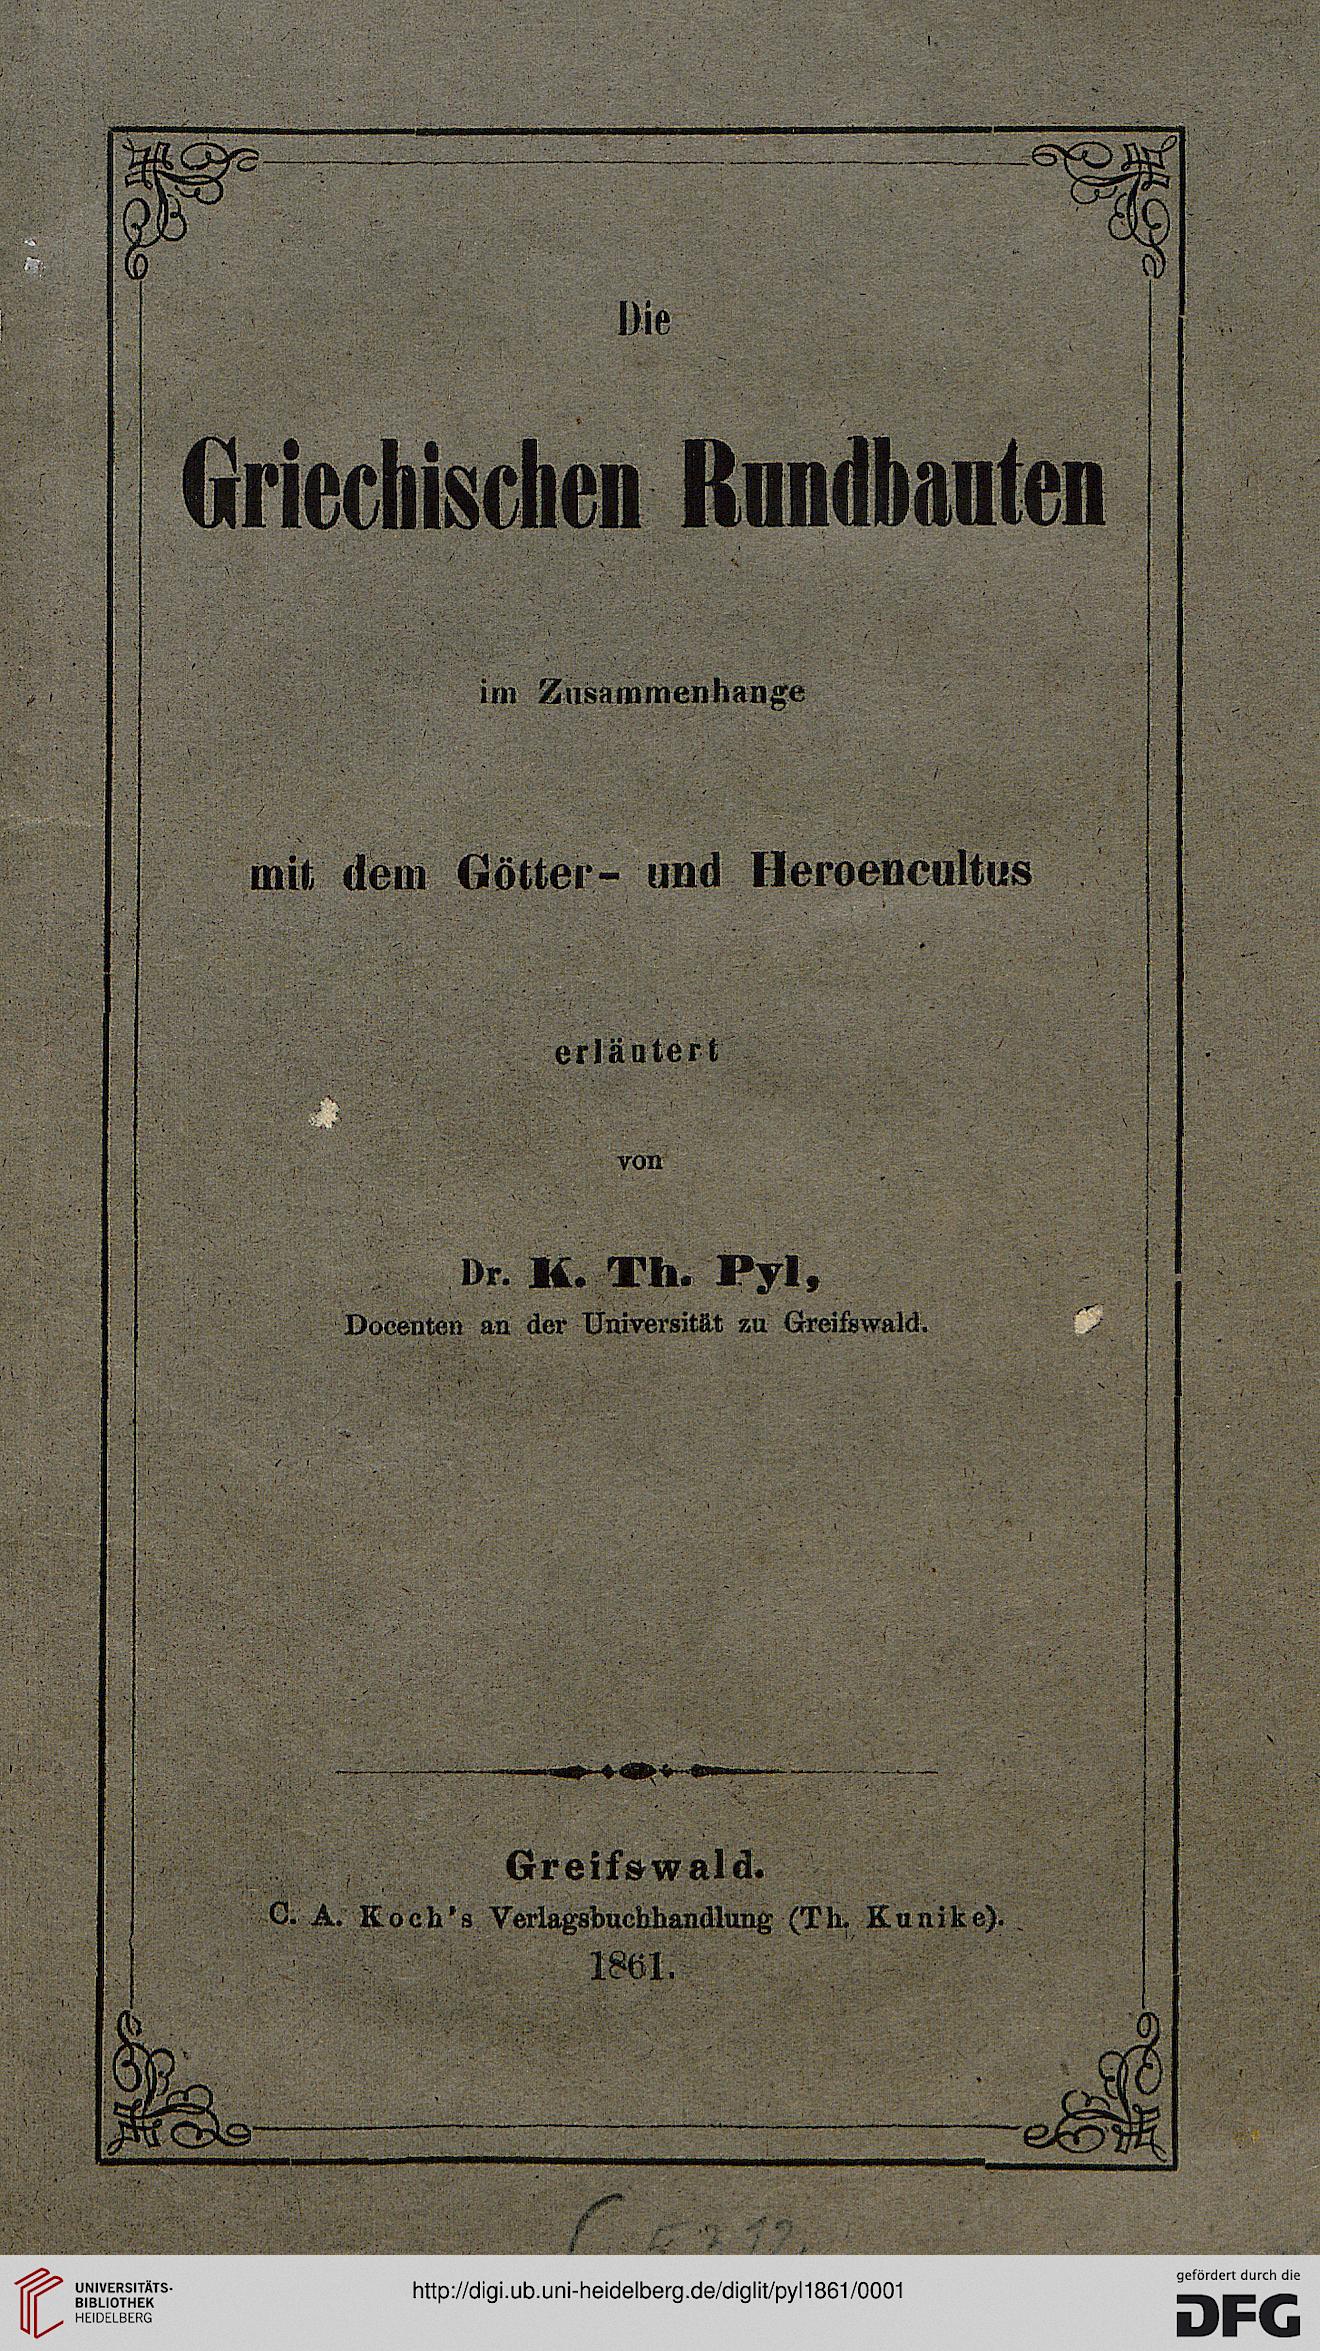 Die
Griechischen Rundbauten
im Zusammenhange
mit dem Götter- und Heroencultus
erläutert
von
Dr. K. Th. Pyl,
Docenten an der Universität zu Greifswald.
Greifswald.
C. A. Koch's Verlagsbuchhandlung (Th. Kunike).
1861.
UNIVERSITÄTS-
BIBLIOTHEK
HEIDELBERG
http://digi.ub.uni-heidelberg.de/diglit/pyl1861/0001
gefördert durch die
DFG